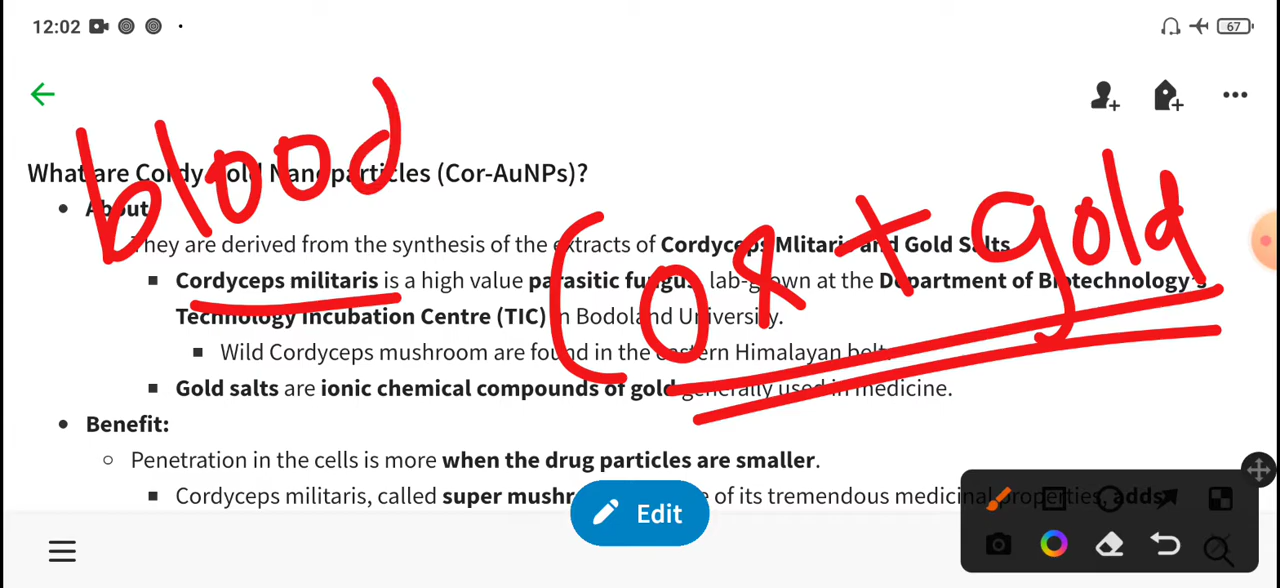 12:02
67
blood
What are Cordy Gold Nanoparticles (Cor-AuNPs)?
About
They are derived from the synthesis of the extracts of Cordyceps Mlitaris and Gold Salts
(or + gold
Cordyceps militaris is a high value parasitic fungus, lab-grown at the Department of Biotechnology's
Technology Incubation Centre (TIC) in Bodoland University.
Wild Cordyceps mushroom are found in the eastern Himalayan belt.
Gold salts are ionic chemical compounds of gold generally used in medicine.
Benefit:
Penetration in the cells is more when the drug particles are smaller.
Cordyceps militaris, called super of its tremendous medicinal properties, adds
Edit